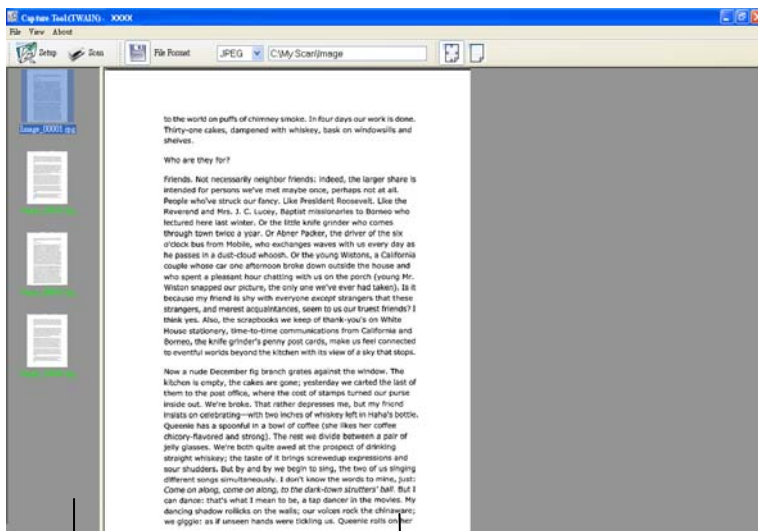 Capture Tool(TWAIN) - XXXX
File View About
Setup Scan File Format JPEG C:\My Scan\Image
Image_00001.jpg
to the world on puffs of chimney smoke. In four days our work is done.
Thirty-one cakes, dampened with whiskey, bask on windowsills and
shelves.
Who are they for?
Friends. Not necessarily neighbor friends: indeed, the larger share is
intended for persons we've met maybe once, perhaps not at all.
People who've struck our fancy. Like President Roosevelt. Like the
Reverend and Mrs. J. C. Lucey, Baptist missionaries to Borneo who
lectured here last winter. Or the little knife grinder who comes
through town twice a year. Or Abner Packer, the driver of the six
o'clock bus from Mobile, who exchanges waves with us every day as
he passes in a dust-cloud whoosh. Or the young Wistons, a California
couple whose car one afternoon broke down outside the house and
who spent a pleasant hour chatting with us on the porch (young Mr.
Wiston snapped our picture, the only one we've ever had taken). Is it
because my friend is shy with everyone except strangers that these
strangers, and merest acquaintances, seem to us our truest friends? I
think yes. Also, the scrapbooks we keep of thank-you's on White
House stationery, time-to-time communications from California and
Borneo, the knife grinder's penny post cards, make us feel connected
to eventful worlds beyond the kitchen with its view of a sky that stops.
Now a nude December fig branch grates against the window. The
kitchen is empty, the cakes are gone; yesterday we carted the last of
them to the post office, where the cost of stamps turned our purse
inside out. We're broke. That rather depresses me, but my friend
insists on celebrating—with two inches of whiskey left in Haha's bottle.
Queenie has a spoonful in a bowl of coffee (she likes her coffee
chicory-flavored and strong). The rest we divide between a pair of
jelly glasses. We're both quite awed at the prospect of drinking
straight whiskey; the taste of it brings screwedup expressions and
sour shudders. But by and by we begin to sing, the two of us singing
different songs simultaneously. I don't know the words to mine, just:
Come on along, come on along, to the dark-town strutters' ball. But I
can dance: that's what I mean to be, a tap dancer in the movies. My
dancing shadow rollicks on the walls; our voices rock the chinaware;
we giggle: as if unseen hands were tickling us. Queenie rolls on her